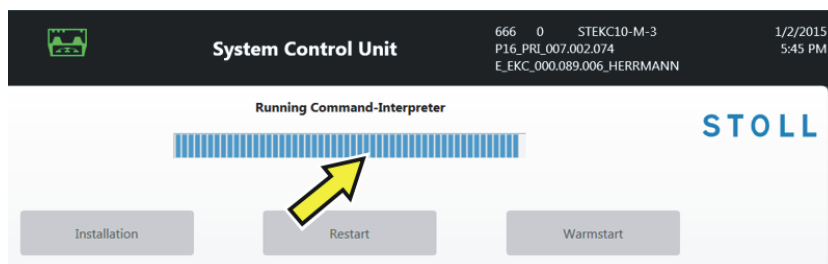 System Control Unit
666 0 STEKC10-M-3
P16_PRI_007.002.074
E_EKC_000.089.006_HERRMANN
1/2/2015
5:45 PM
Running Command-Interpreter
STOLL
Installation
Restart
Warmstart